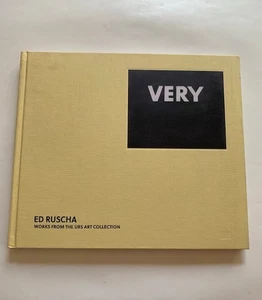 VERY
ED RUSCHA
WORKS FROM THE UBS ART COLLECTION